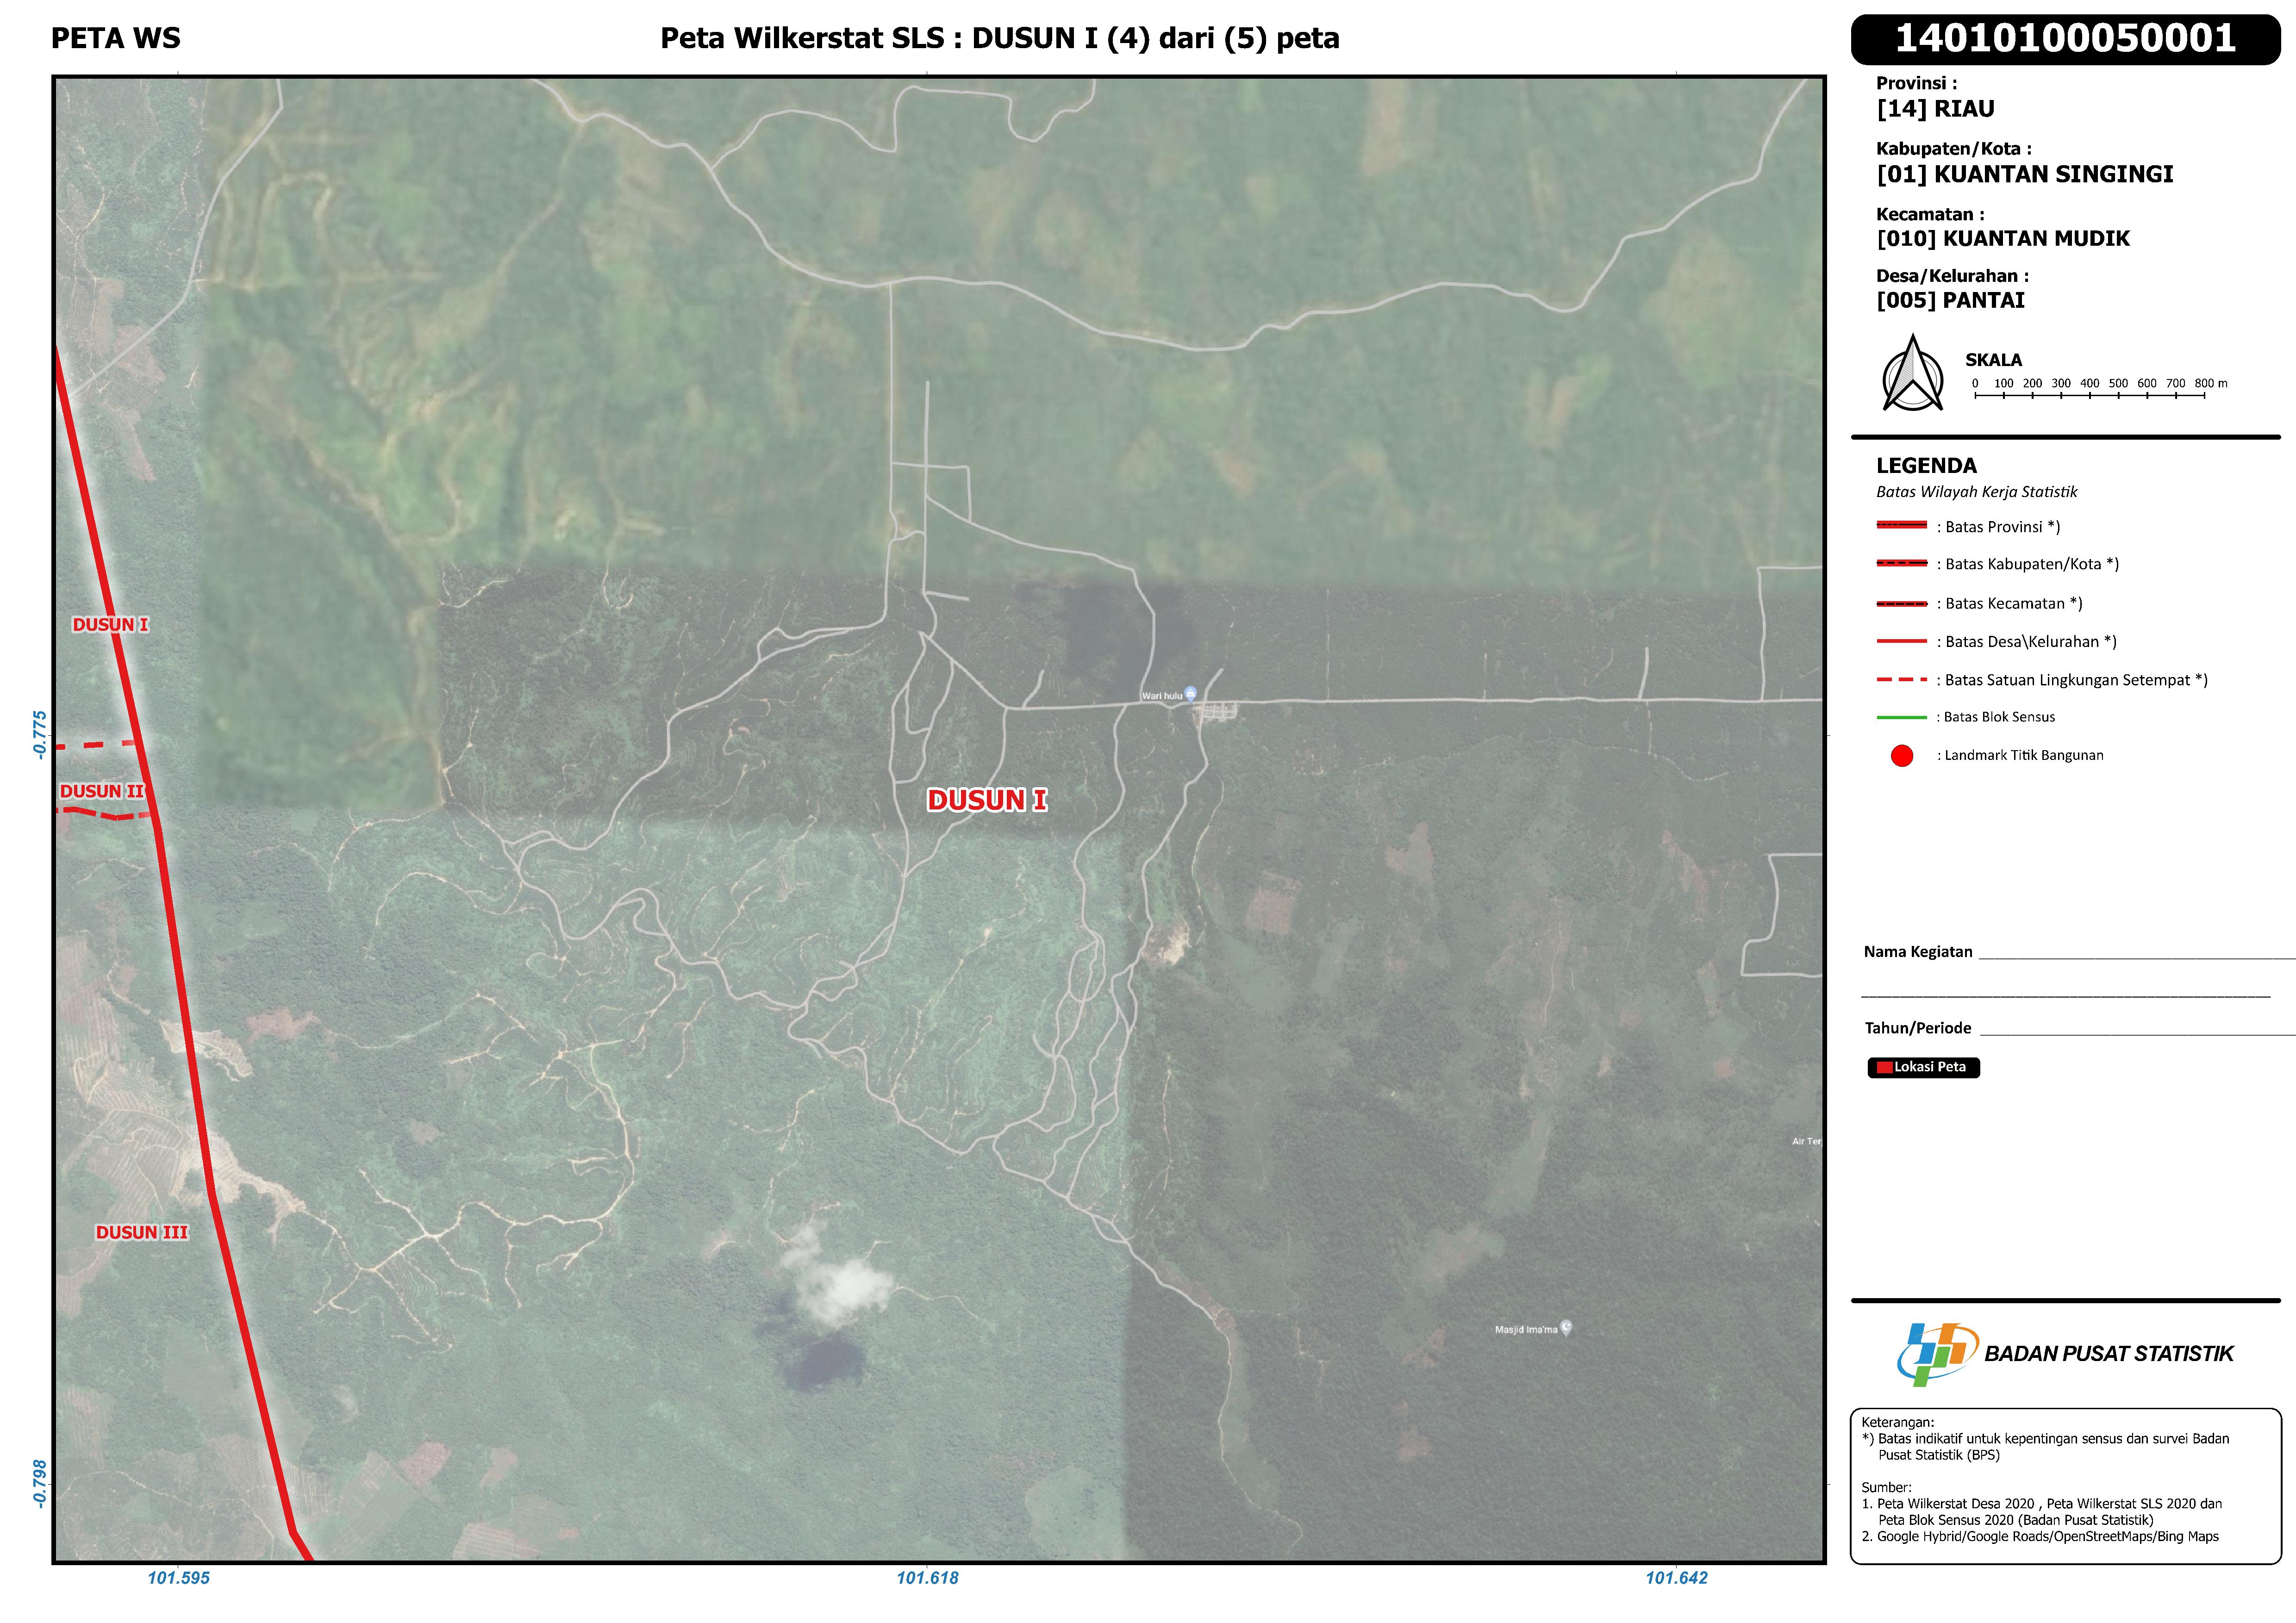 PETA WS
Peta Wilkerstat SLS : DUSUN I (4) dari (5) peta
14010100050001
Provinsi :
[14] RIAU
Kabupaten/Kota :
[01] KUANTAN SINGINGI
Kecamatan :
[010] KUANTAN MUDIK
Desa/Kelurahan :
[005] PANTAI
SKALA
0 100 200 300 400 500 600 700 800 m
LEGENDA
Batas Wilayah Kerja Statistik
: Batas Provinsi *)
: Batas Kabupaten/Kota *)
: Batas Kecamatan *)
: Batas Desa\Kelurahan *)
: Batas Satuan Lingkungan Setempat *)
: Batas Blok Sensus
: Landmark Titik Bangunan
Nama Kegiatan
Tahun/Periode
Lokasi Peta
BADAN PUSAT STATISTIK
Keterangan:
*) Batas indikatif untuk kepentingan sensus dan survei Badan
Pusat Statistik (BPS)
Sumber:
1. Peta Wilkerstat Desa 2020 , Peta Wilkerstat SLS 2020 dan
Peta Blok Sensus 2020 (Badan Pusat Statistik)
2. Google Hybrid/Google Roads/OpenStreetMaps/Bing Maps
DUSUN I
Wari hulu
-0.775
DUSUN II
DUSUN I
Air Ter
DUSUN III
Masjid Ima'ma
-0.798
101.595
101.618
101.642